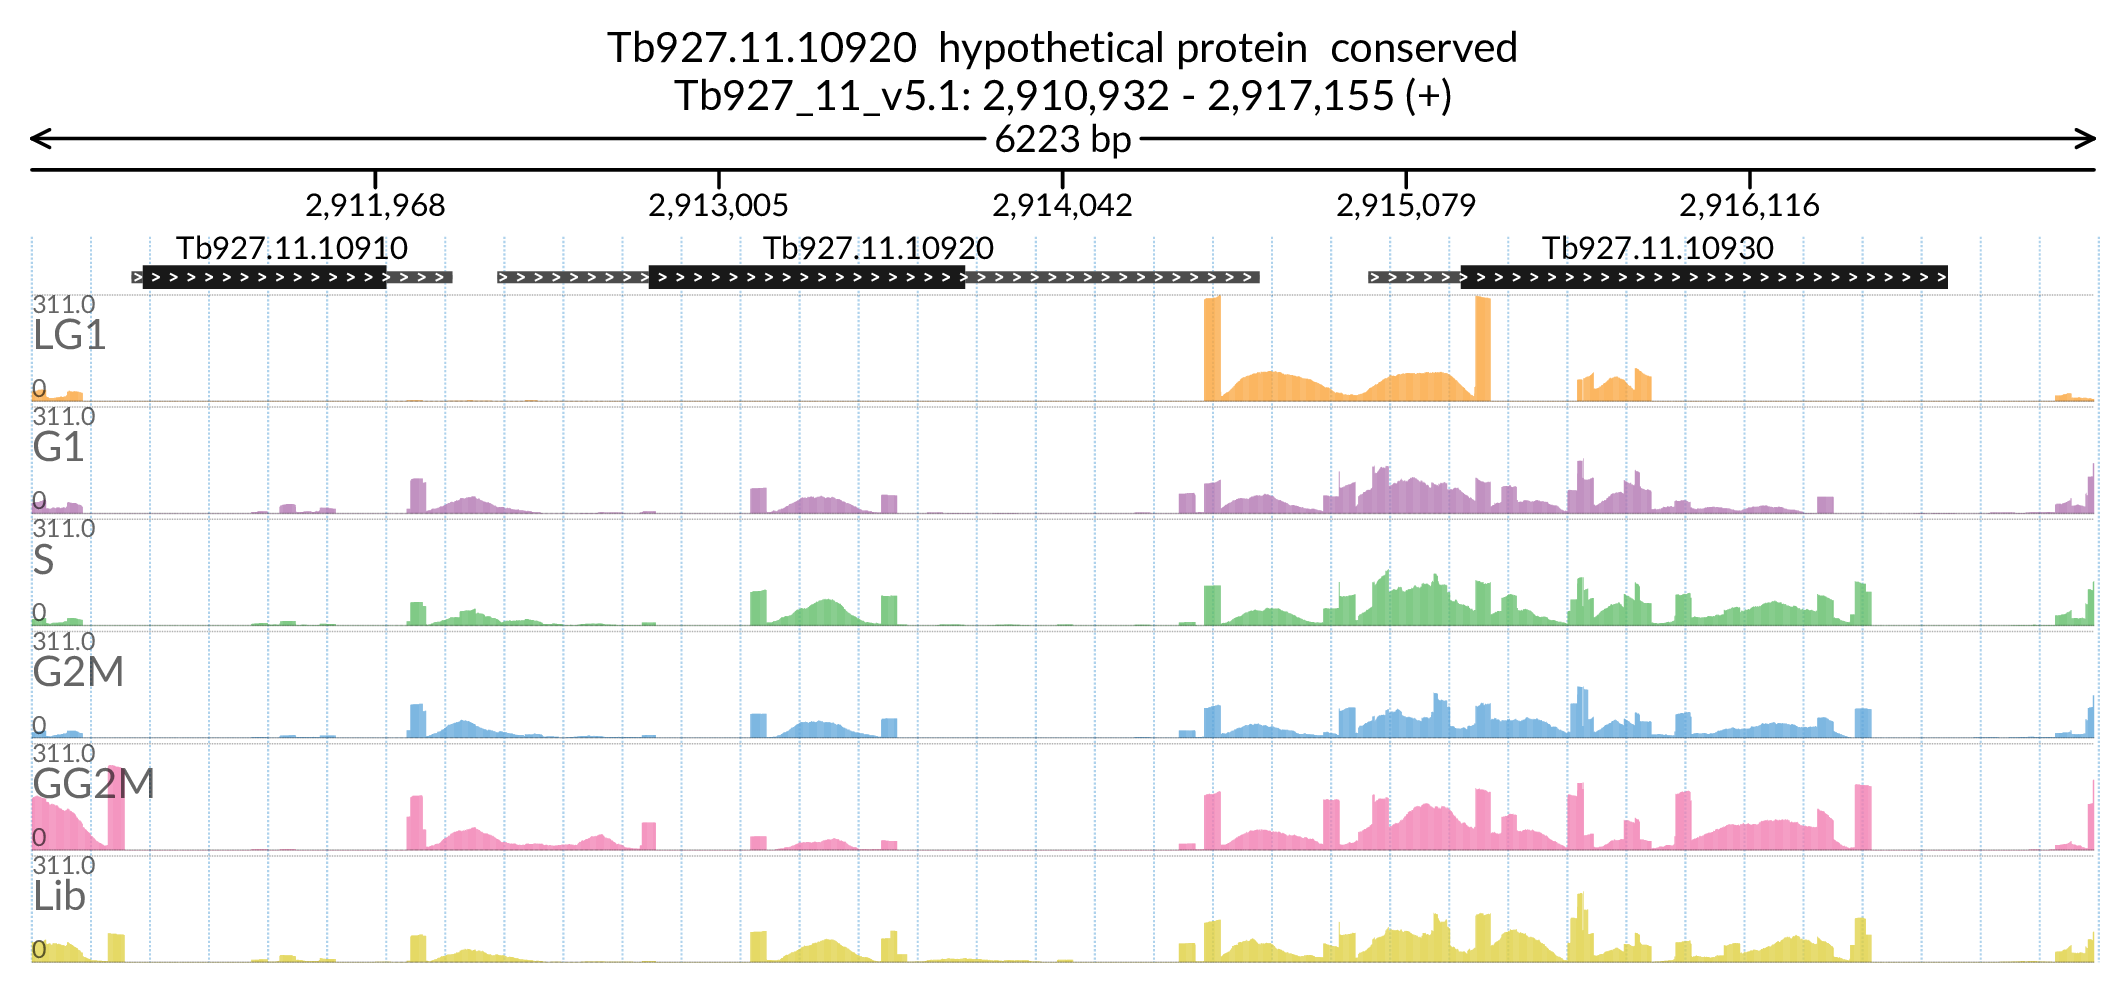 Tb927.11.10920  hypothetical protein  conserved
Tb927_11_v5.1: 2,910,932 - 2,917,155 (+)
6223 bp
2,911,968 2,913,005 2,914,042 2,915,079 2,916,116
Tb927.11.10910 Tb927.11.10920 Tb927.11.10930
311.0
LG1
0
311.0
G1
0
311.0
S
0
311.0
G2M
0
311.0
GG2M
0
311.0
Lib
0